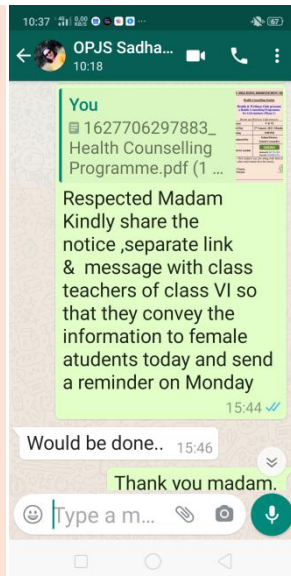 10:37
67
OPJS Sadha...
10:18
You
1627706297883_
Health Counselling
Programme.pdf (1 ...
Respected Madam
Kindly share the
notice ,separate link
& message with class
teachers of class VI so
that they convey the
information to female
atudents today and send
a reminder on Monday
15:44
Would be done.. 15:46
Thank you madam.
Type a m...